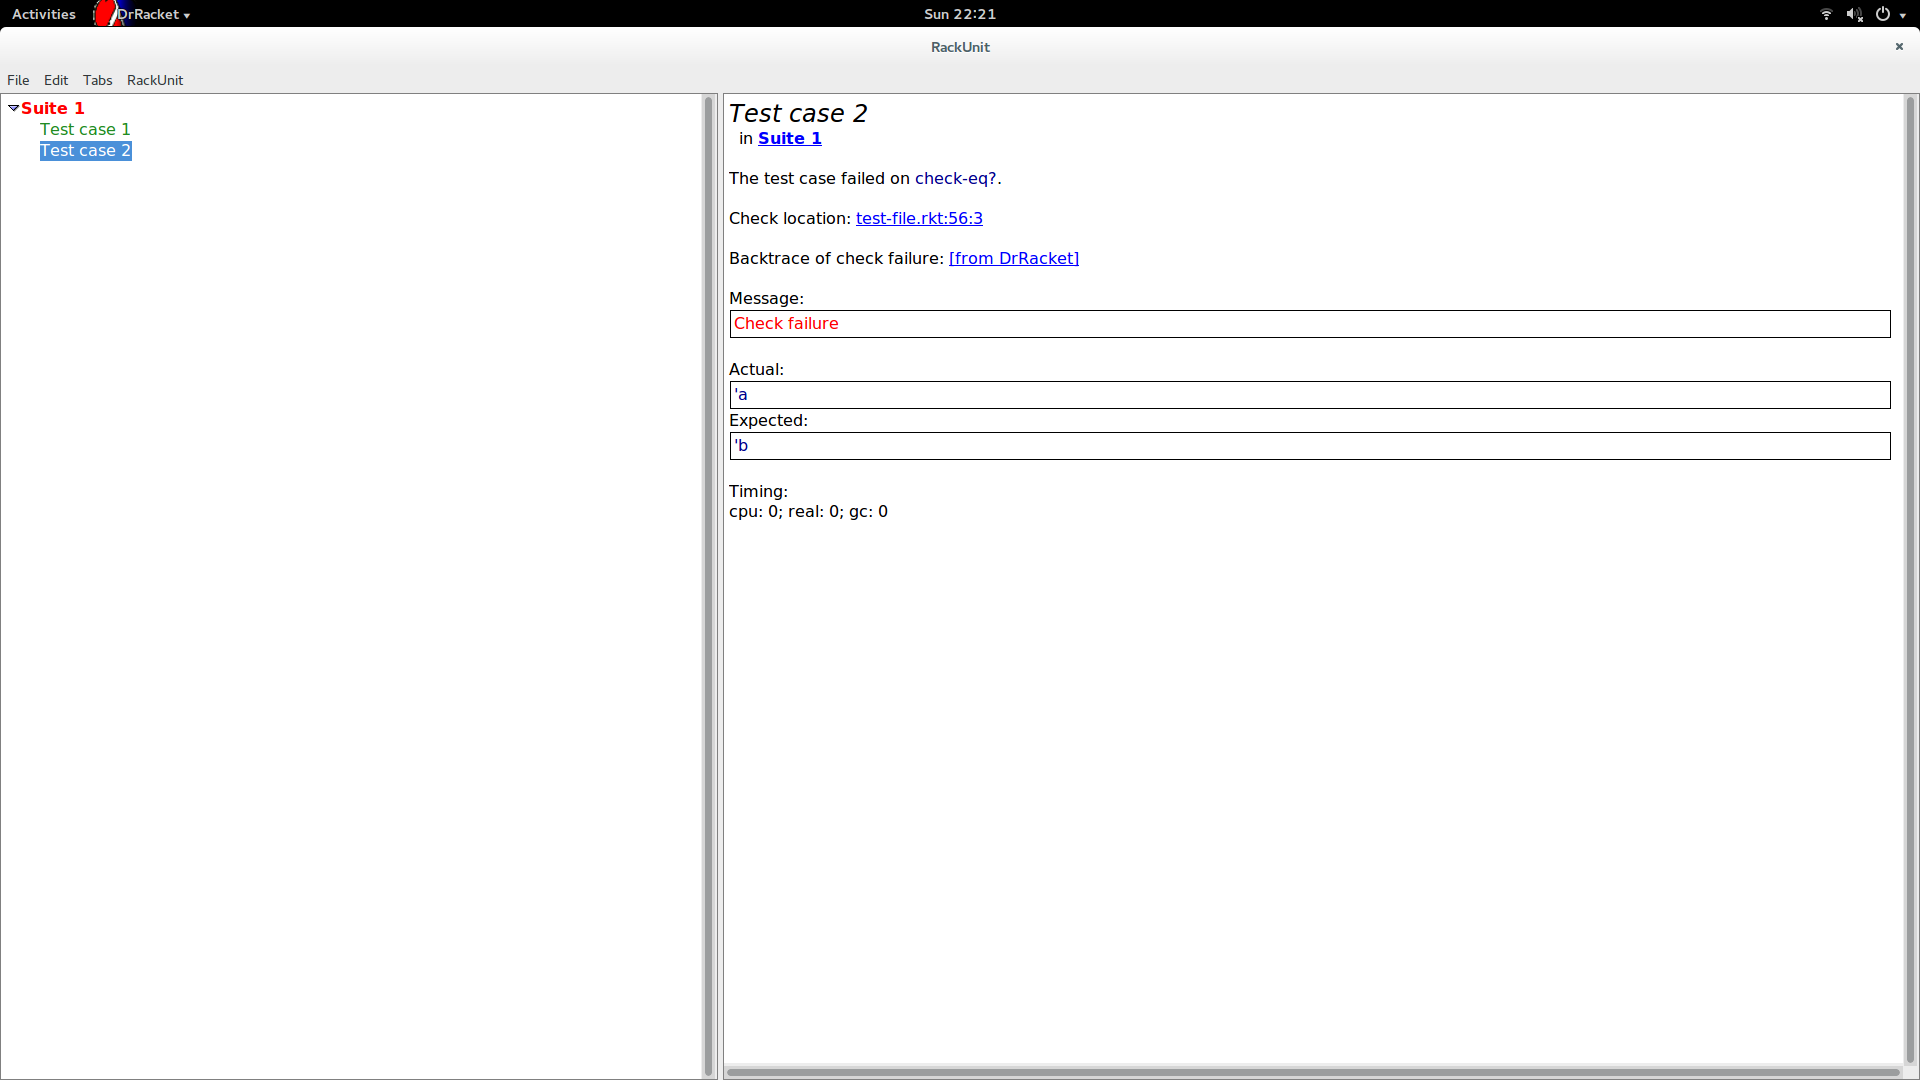 Activities DrRacket Sun 22:21
RackUnit
File Edit Tabs RackUnit
Suite 1
Test case 1
Test case 2
Test case 2
in Suite 1
The test case failed on check-eq?.
Check location: test-file.rkt:56:3
Backtrace of check failure: [from DrRacket]
Message:
Check failure
Actual:
'a
Expected:
'b
Timing:
cpu: 0; real: 0; gc: 0